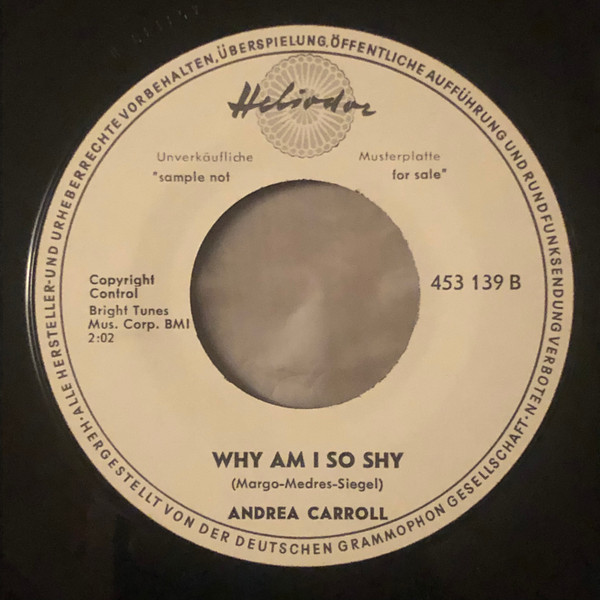 ·ALLE HERSTELLER-UND URHEBERRECHTE VORBEHALTEN,ÜBERSPIELUNG,ÖFFENTLICHE AUFFÜHRUNG UND RUNDFUNKSENDUNG VERBOTEN·
Heliodor
Unverkäufliche Musterplatte
"sample not for sale"
Copyright
Control
Bright Tunes
Mus. Corp. BMI
2:02
453 139 B
WHY AM I SO SHY
(Margo-Medres-Siegel)
ANDREA CARROLL
HERGESTELLT VON DER DEUTSCHEN GRAMMOPHON GESELLSCHAFT·